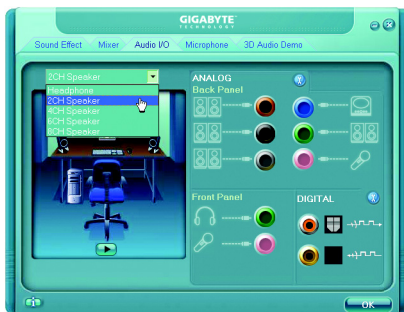 GIGABYTE
TECHNOLOGY
Sound Effect Mixer Audio I/O Microphone 3D Audio Demo
2CH Speaker
Headphone
2CH Speaker
4CH Speaker
6CH Speaker
8CH Speaker
ANALOG
Back Panel
Front Panel
DIGITAL
OK